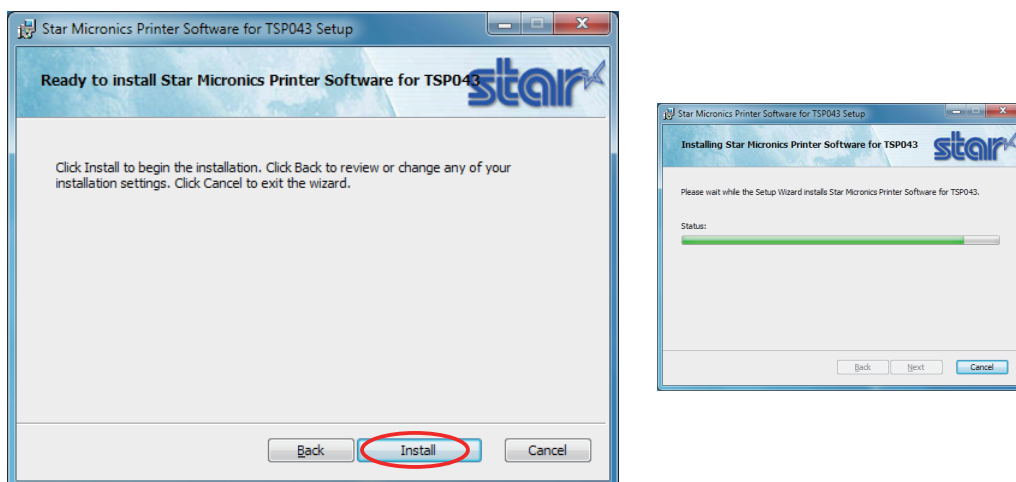 Star Micronics Printer Software for TSP043 Setup
Ready to install Star Micronics Printer Software for TSP043
star
Click Install to begin the installation. Click Back to review or change any of your
installation settings. Click Cancel to exit the wizard.
Back
Install
Cancel
Star Micronics Printer Software for TSP043 Setup
Installing Star Micronics Printer Software for TSP043
star
Please wait while the Setup Wizard installs Star Micronics Printer Software for TSP043.
Status:
Back
Next
Cancel